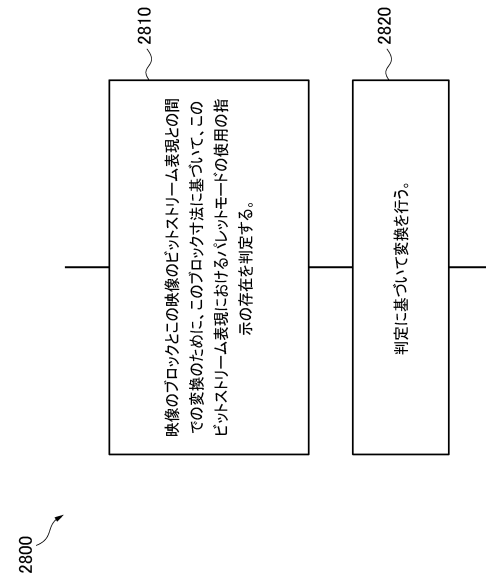 2800
2810
映像のブロックとこの映像のビットストリーム表現との間
での変換のために、このブロック寸法に基づいて、この
ビットストリーム表現におけるパレットモードの使用の指
示の存在を判定する。
2820
判定に基づいて変換を行う。